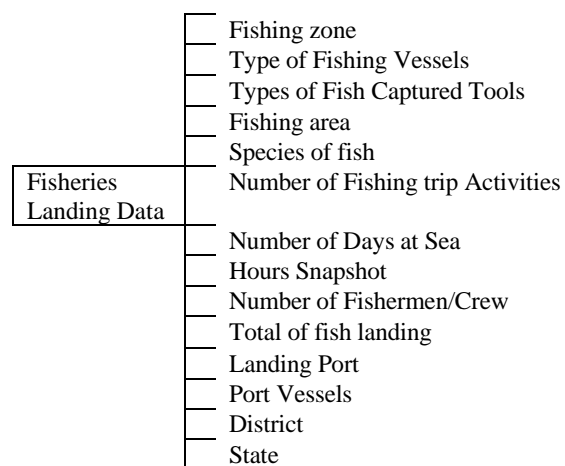 Fishing zone
Type of Fishing Vessels
Types of Fish Captured Tools
Fishing area
Species of fish
Fisheries
Landing Data
Number of Fishing trip Activities
Number of Days at Sea
Hours Snapshot
Number of Fishermen/Crew
Total of fish landing
Landing Port
Port Vessels
District
State